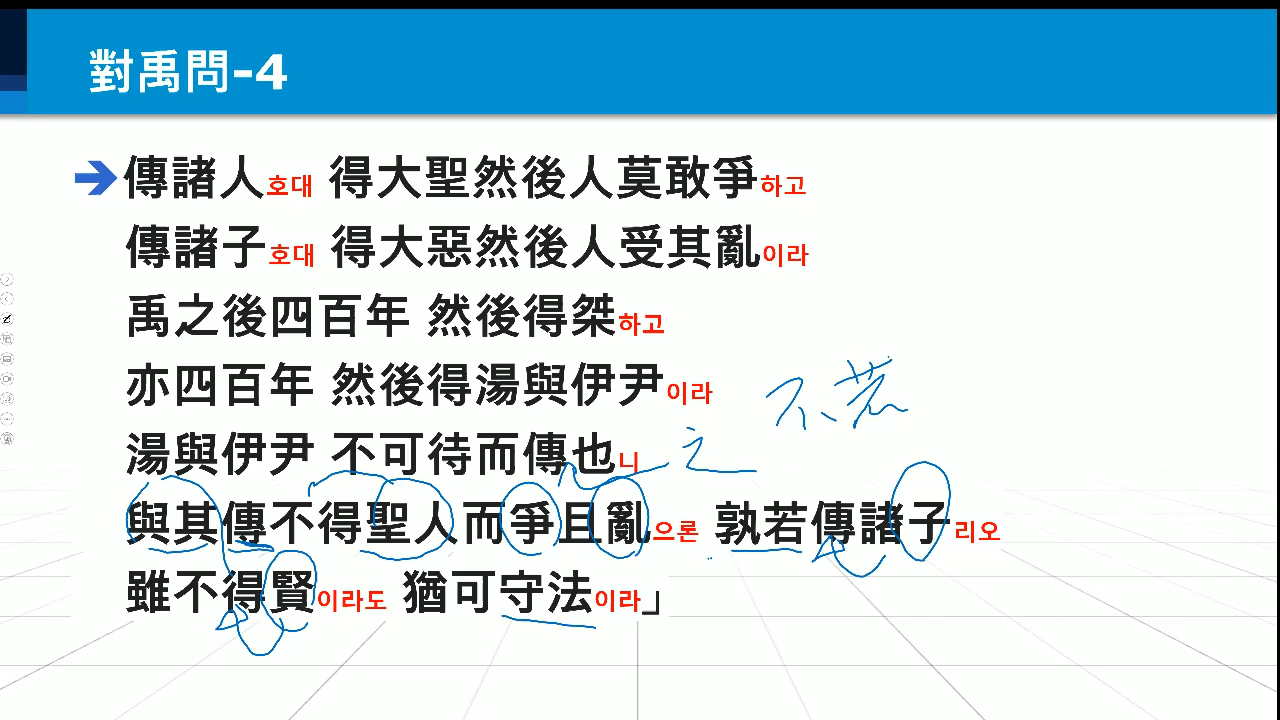 對禹問-4
傳諸人호대 得大聖然後人莫敢爭하고
傳諸子호대 得大惡然後人受其亂이라
禹之後四百年 然後得桀하고
亦四百年 然後得湯與伊尹이라
不若
湯與伊尹 不可待而傳也니
之
與其傳不得聖人而爭且亂으론 孰若傳諸子리오
雖不得賢이라도 猶可守法이라」